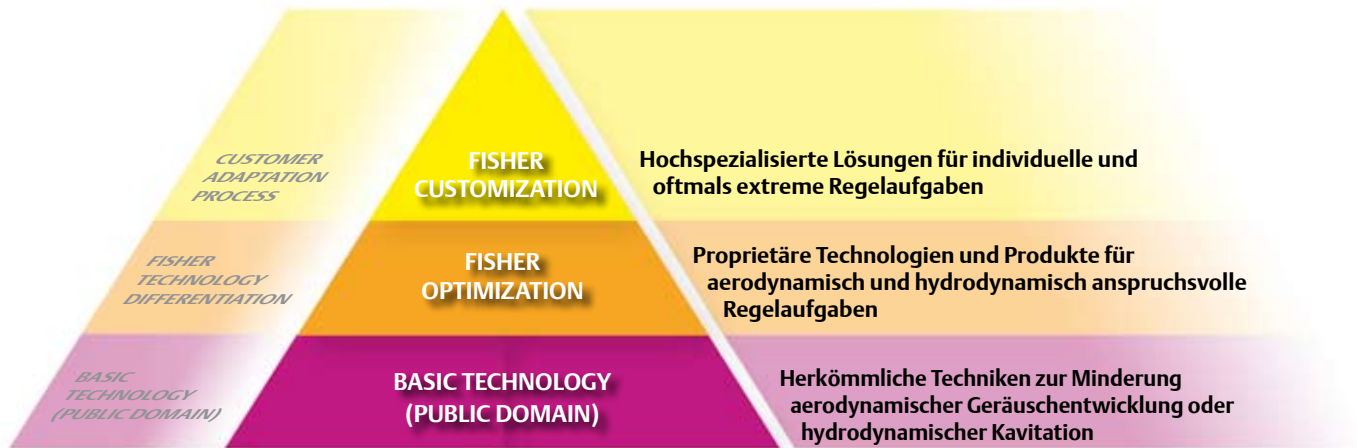 CUSTOMER
ADAPTATION
PROCESS
FISHER
CUSTOMIZATION
Hochspezialisierte Lösungen für individuelle und
oftmals extreme Regelaufgaben
FISHER
TECHNOLOGY
DIFFERENTIATION
FISHER
OPTIMIZATION
Proprietäre Technologien und Produkte für
aerodynamisch und hydrodynamisch anspruchsvolle
Regelaufgaben
BASIC
TECHNOLOGY
(PUBLIC DOMAIN)
BASIC TECHNOLOGY
(PUBLIC DOMAIN)
Herkömmliche Techniken zur Minderung
aerodynamischer Geräuschentwicklung oder
hydrodynamischer Kavitation